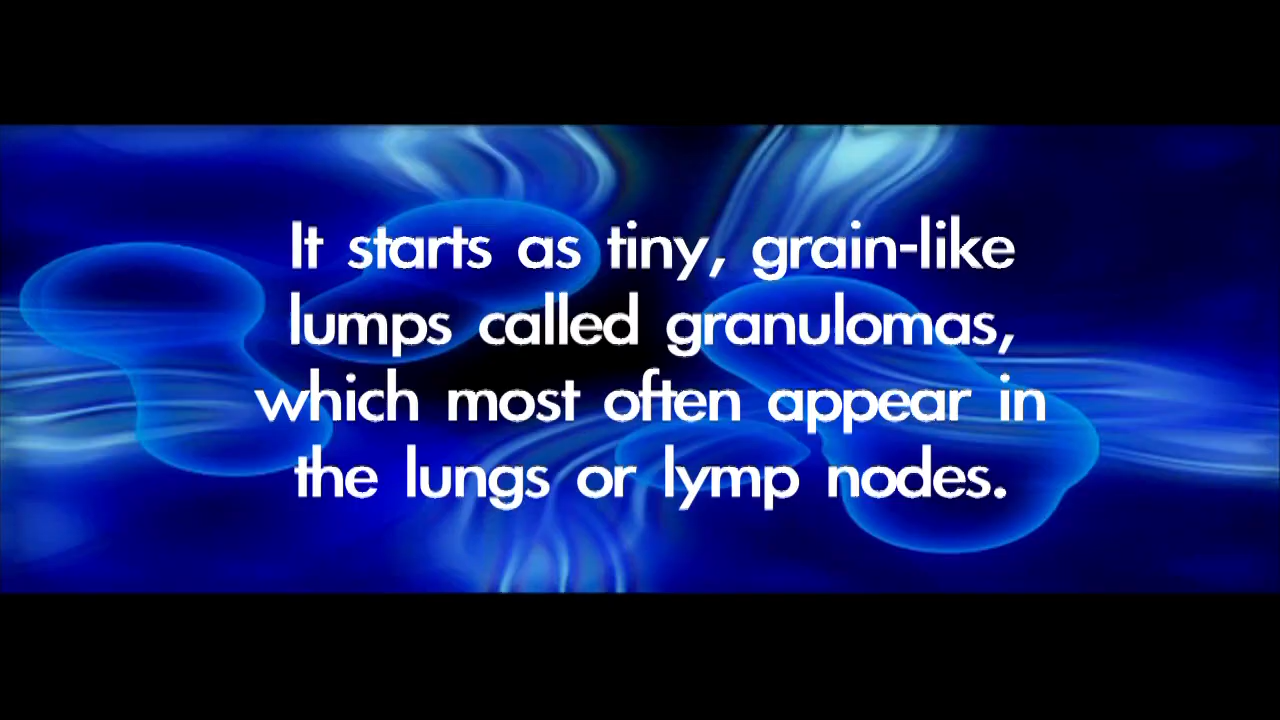 It starts as tiny, grain-like
lumps called granulomas,
which most often appear in
the lungs or lymp nodes.